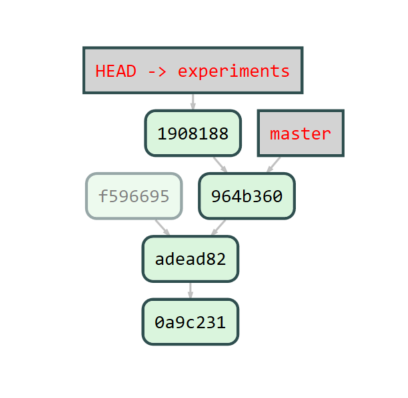 HEAD -> experiments
1908188
master
f596695
964b360
adead82
0a9c231